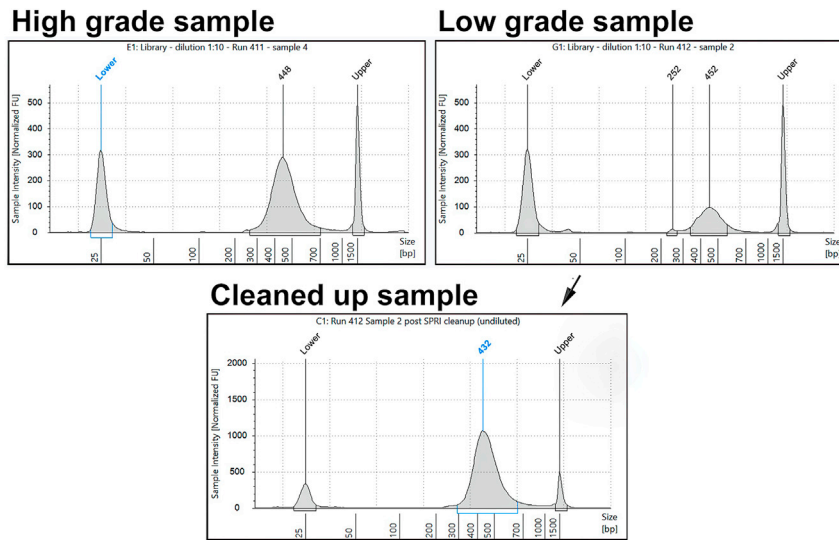 High grade sample
E1: Library - dilution 1:10 - Run 411 - sample 4
Lower
448
Upper
Sample Intensity [Normalized FU]
500
400
300
200
100
0
25
50
100
200
300
400
500
700
1000
1500
Size
[bp]
Low grade sample
G1: Library - dilution 1:10 - Run 412 - sample 2
Lower
252
452
Upper
Sample Intensity [Normalized FU]
500
400
300
200
100
0
25
50
100
200
300
400
500
700
1000
1500
Size
[bp]
Cleaned up sample
C1: Run 412 Sample 2 post SPRI cleanup (undiluted)
Lower
432
Upper
Sample Intensity [Normalized FU]
2000
1500
1000
500
0
25
50
100
200
300
400
500
700
1000
1500
Size
[bp]